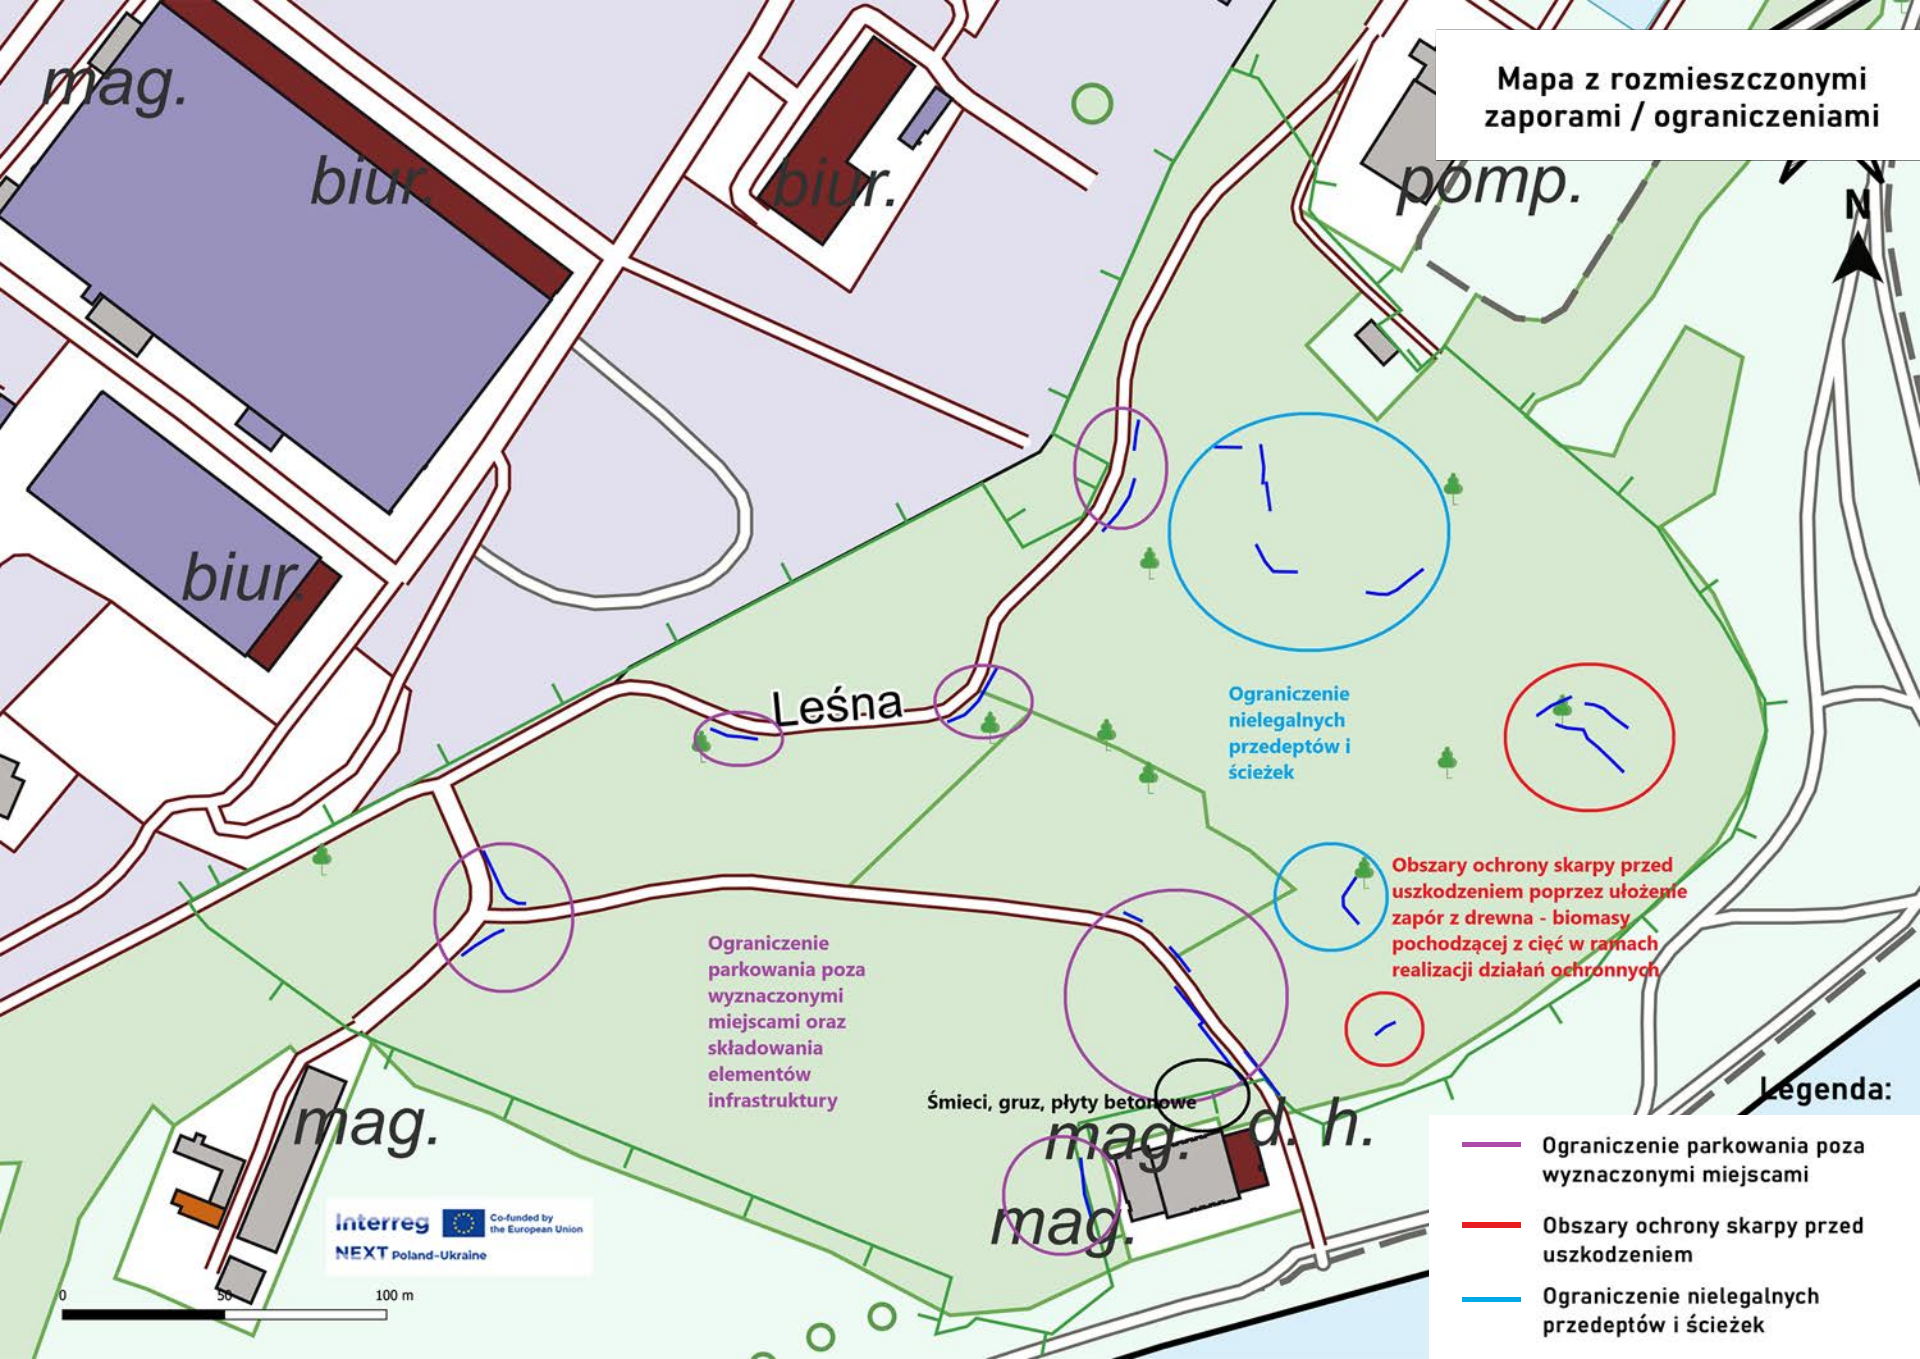 Mapa z rozmieszczonymi
zaporami / ograniczeniami
mag.
biur.
biur.
pomp.
N
biur.
Leśna
Ograniczenie
nielegalnych
przedeptów i
ścieżek
Obszary ochrony skarpy przed
uszkodzeniem poprzez ułożenie
zapór z drewna - biomasy
pochodzącej z cięć w ramach
realizacji działań ochronnych
Ograniczenie
parkowania poza
wyznaczonymi
miejscami oraz
składowania
elementów
infrastruktury
Śmieci, gruz, płyty betonowe
mag.
mag.
d. h.
mag.
Interreg
Co-funded by
the European Union
NEXT Poland-Ukraine
0 50 100 m
Legenda:
Ograniczenie parkowania poza
wyznaczonymi miejscami
Obszary ochrony skarpy przed
uszkodzeniem
Ograniczenie nielegalnych
przedeptów i ścieżek